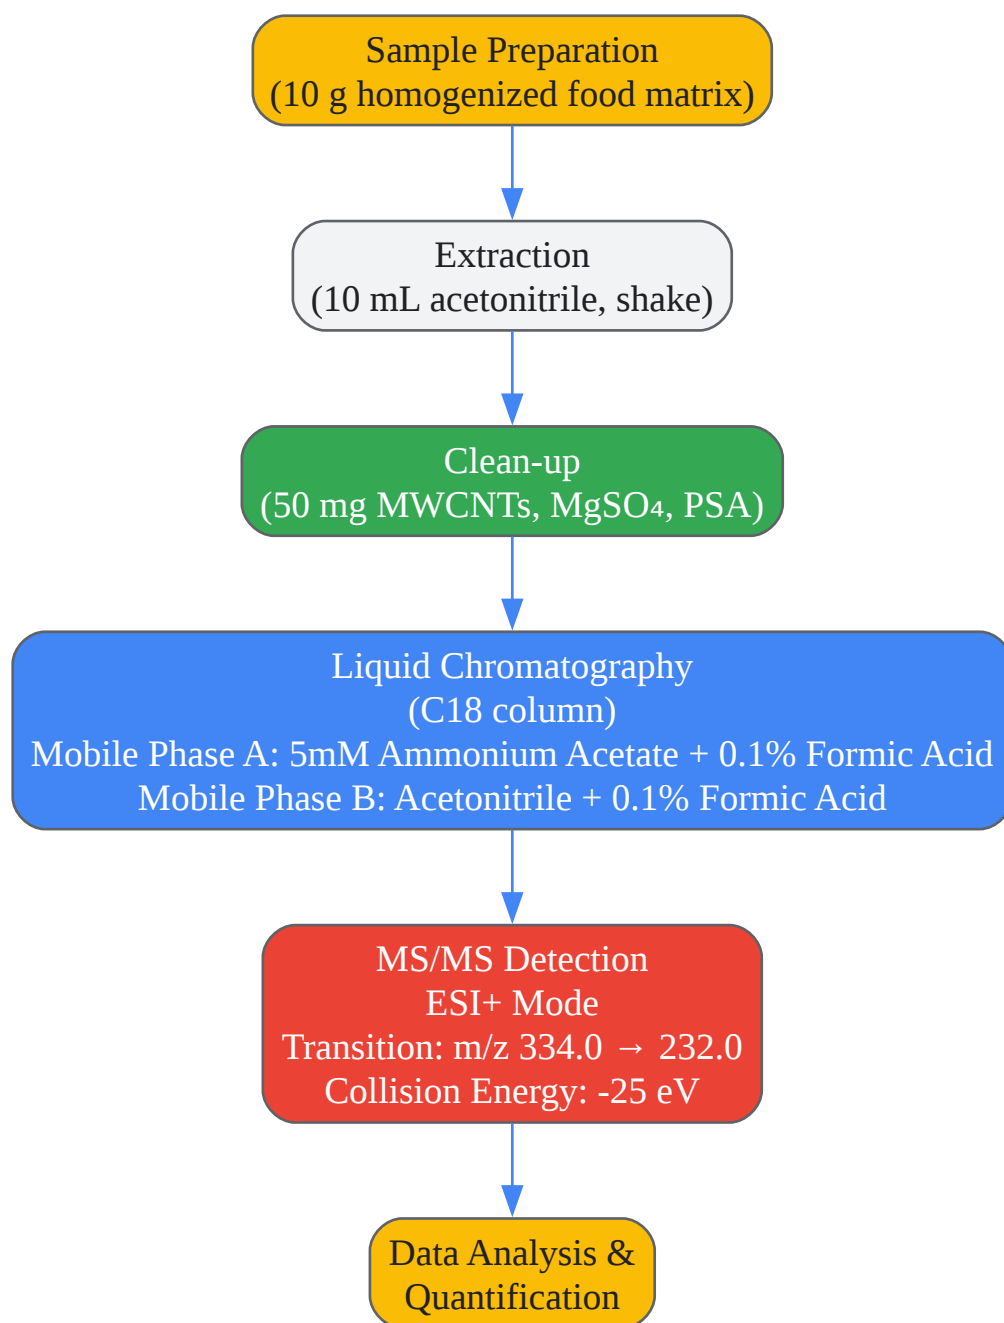 Sample Preparation
(10 g homogenized food matrix)
Extraction
(10 mL acetonitrile, shake)
Clean-up
(50 mg MWCNTs, MgSO₄, PSA)
Liquid Chromatography
(C18 column)
Mobile Phase A: 5mM Ammonium Acetate + 0.1% Formic Acid
Mobile Phase B: Acetonitrile + 0.1% Formic Acid
MS/MS Detection
ESI+ Mode
Transition: m/z 334.0 → 232.0
Collision Energy: -25 eV
Data Analysis &
Quantification